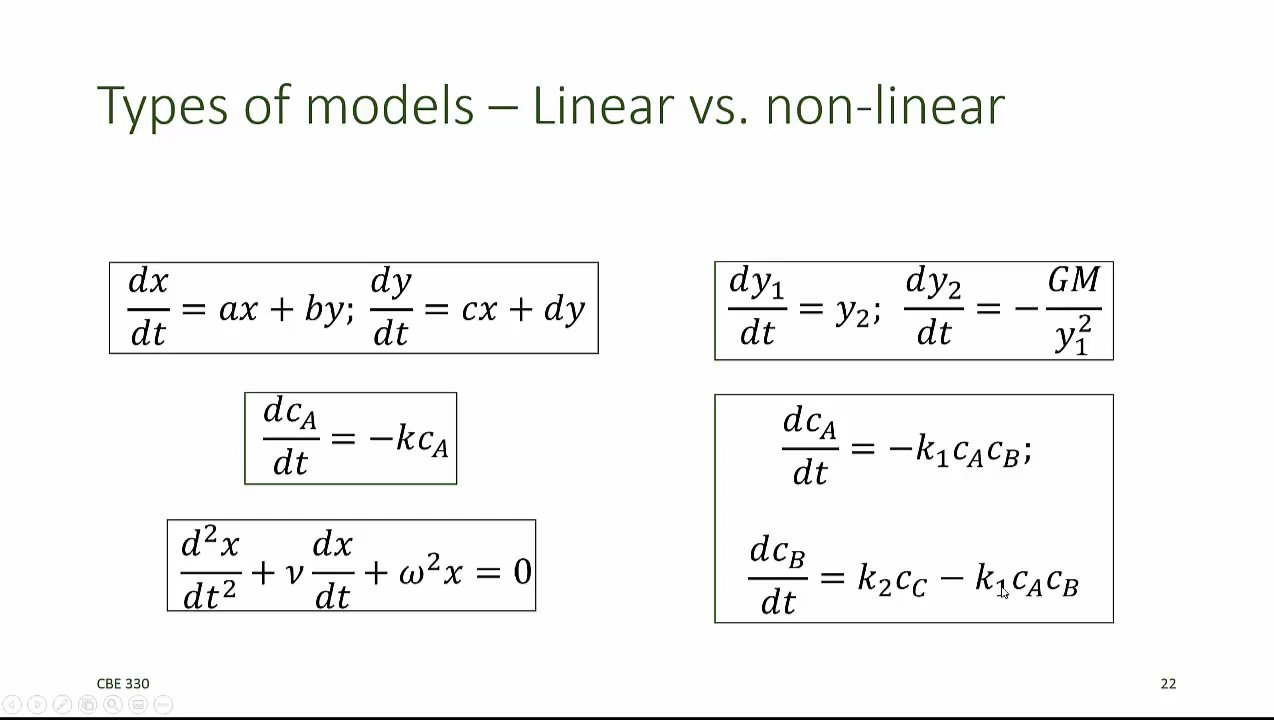 Types of models – Linear vs. non-linear
dx/dt = ax + by; dy/dt = cx + dy
dc_A/dt = −kc_A
d²x/dt² + ν dx/dt + ω²x = 0
dy₁/dt = y₂; dy₂/dt = − GM/y₁²
dc_A/dt = −k₁c_Ac_B;
dc_B/dt = k₂c_C − k₁c_Ac_B
CBE 330
22